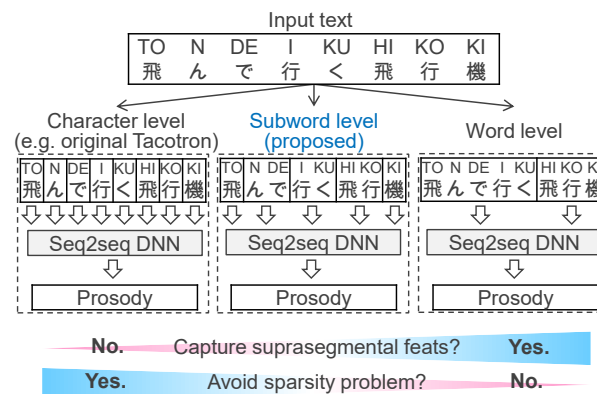 Input text
TO N DE I KU HI KO KI
飛 ん で 行 く 飛 行 機
Character level
(e.g. original Tacotron)
TO N DE I KU HI KO KI
飛 ん で 行 く 飛 行 機
Seq2seq DNN
Prosody
Subword level
(proposed)
TO N DE I KU HI KO KI
飛 ん で 行 く 飛 行 機
Seq2seq DNN
Prosody
Word level
TO N DE I KU HI KO
飛 ん で 行 く 飛 行 機
Seq2seq DNN
Prosody
No. Capture suprasegmental feats? Yes.
Yes. Avoid sparsity problem? No.